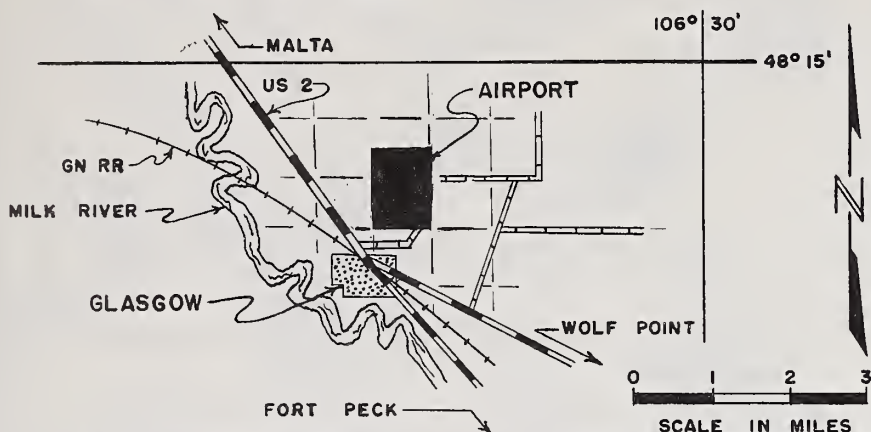 106° 30'
MALTA
48° 15'
US 2
AIRPORT
GN RR
MILK RIVER
N
GLASGOW
WOLF POINT
0 1 2 3
FORT PECK
SCALE IN MILES